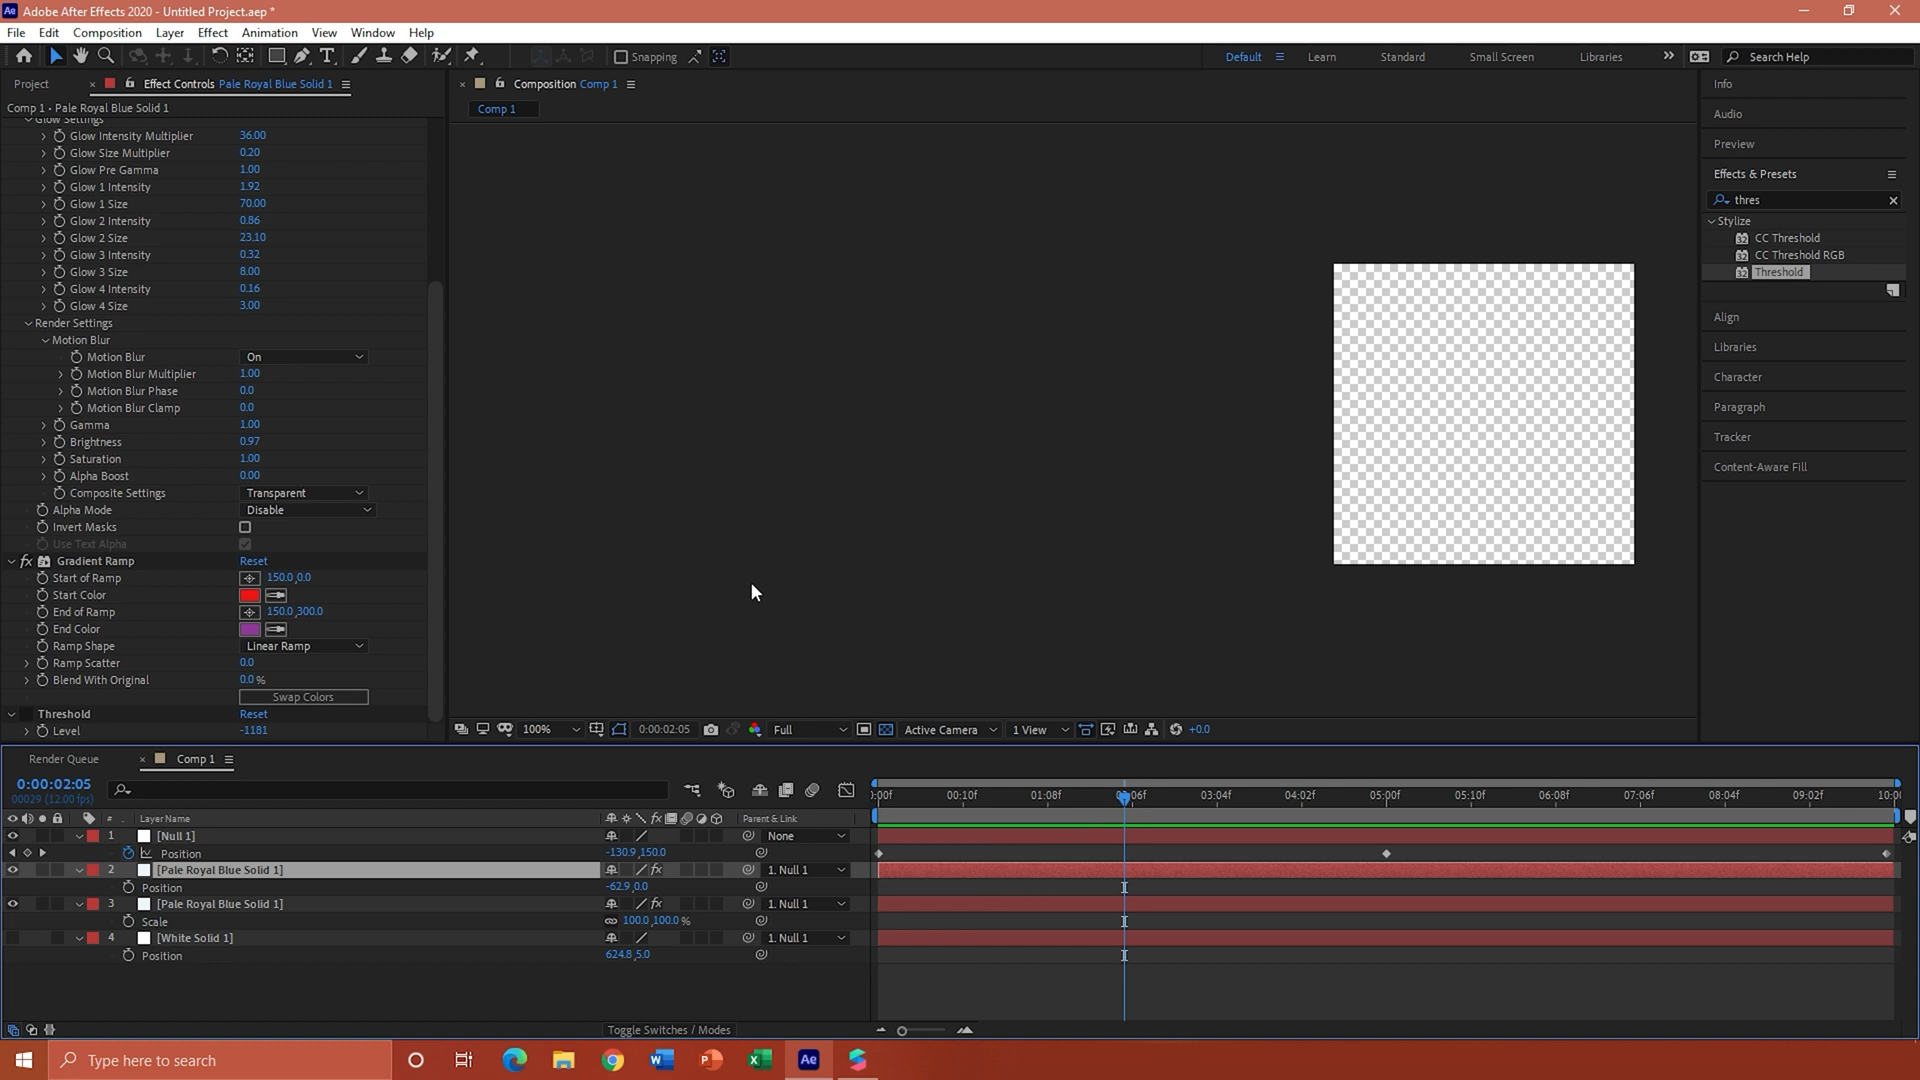 Ae Adobe After Effects 2020 - Untitled Project.aep *
File Edit Composition Layer Effect Animation View Window Help
Snapping
Default Learn Standard Small Screen Libraries Search Help
Project Effect Controls Pale Royal Blue Solid 1
Comp 1 • Pale Royal Blue Solid 1
Glow Settings
Glow Intensity Multiplier 36.00
Glow Size Multiplier 0.20
Glow Pre Gamma 1.00
Glow 1 Intensity 1.92
Glow 1 Size 70.00
Glow 2 Intensity 0.86
Glow 2 Size 23.10
Glow 3 Intensity 0.32
Glow 3 Size 8.00
Glow 4 Intensity 0.16
Glow 4 Size 3.00
Render Settings
Motion Blur
Motion Blur On
Motion Blur Multiplier 1.00
Motion Blur Phase 0.0
Motion Blur Clamp 0.0
Gamma 1.00
Brightness 0.97
Saturation 1.00
Alpha Boost 0.00
Composite Settings Transparent
Alpha Mode Disable
Invert Masks
Use Text Alpha
fx Gradient Ramp Reset
Start of Ramp 150.0,0.0
Start Color
End of Ramp 150.0,300.0
End Color
Ramp Shape Linear Ramp
Ramp Scatter 0.0
Blend With Original 0.0 %
Swap Colors
Threshold Reset
Level -1181
Composition Comp 1
Comp 1
100% 0:00:02:05 Full Active Camera 1 View +0.0
Info
Audio
Preview
Effects & Presets
thres
Stylize
32 CC Threshold
32 CC Threshold RGB
32 Threshold
Align
Libraries
Character
Paragraph
Tracker
Content-Aware Fill
Render Queue Comp 1
0:00:02:05
00029 (12.00 fps)
# Layer Name fx Parent & Link
1 [Null 1] None
Position -130.9,150.0
2 [Pale Royal Blue Solid 1] fx 1. Null 1
Position -62.9,0.0
3 [Pale Royal Blue Solid 1] fx 1. Null 1
Scale 100.0,100.0 %
4 [White Solid 1] 1. Null 1
Position 624.8,5.0
:00f 00:10f 01:08f 02:06f 03:04f 04:02f 05:00f 05:10f 06:08f 07:06f 08:04f 09:02f 10:0
Toggle Switches / Modes
Type here to search
Ae